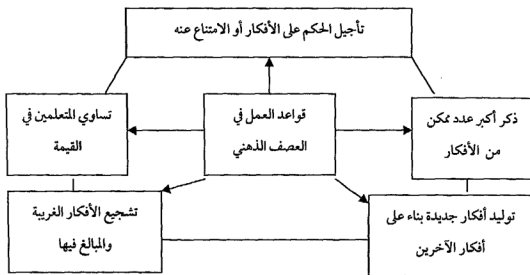 تأجيل الحكم على الأفكار أو الامتناع عنه
ذكر أكبر عدد ممكن
من الأفكار
قواعد العمل في
العصف الذهني
تساوي المتعلمين في
القيمة
توليد أفكار جديدة بناء على
أفكار الآخرين
تشجيع الأفكار الغريبة
والمبالغ فيها